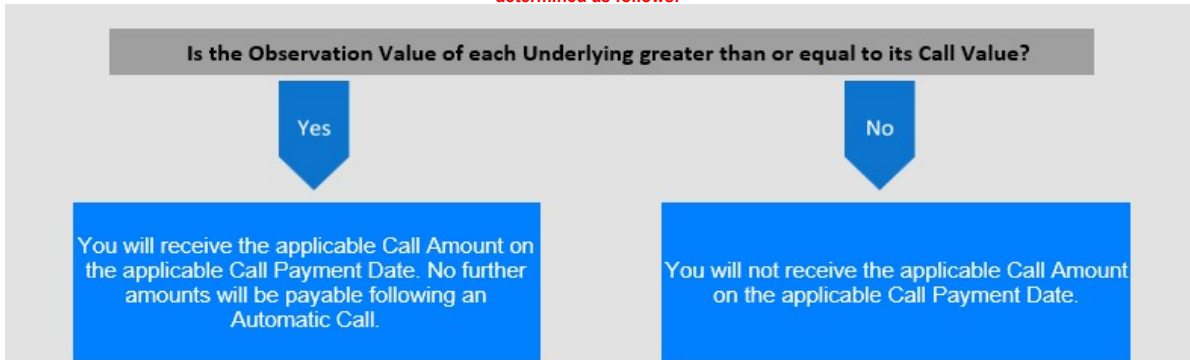 Is the Observation Value of each Underlying greater than or equal to its Call Value?
Yes
No
You will receive the applicable Call Amount on
the applicable Call Payment Date. No further
amounts will be payable following an
Automatic Call.
You will not receive the applicable Call Amount
on the applicable Call Payment Date.